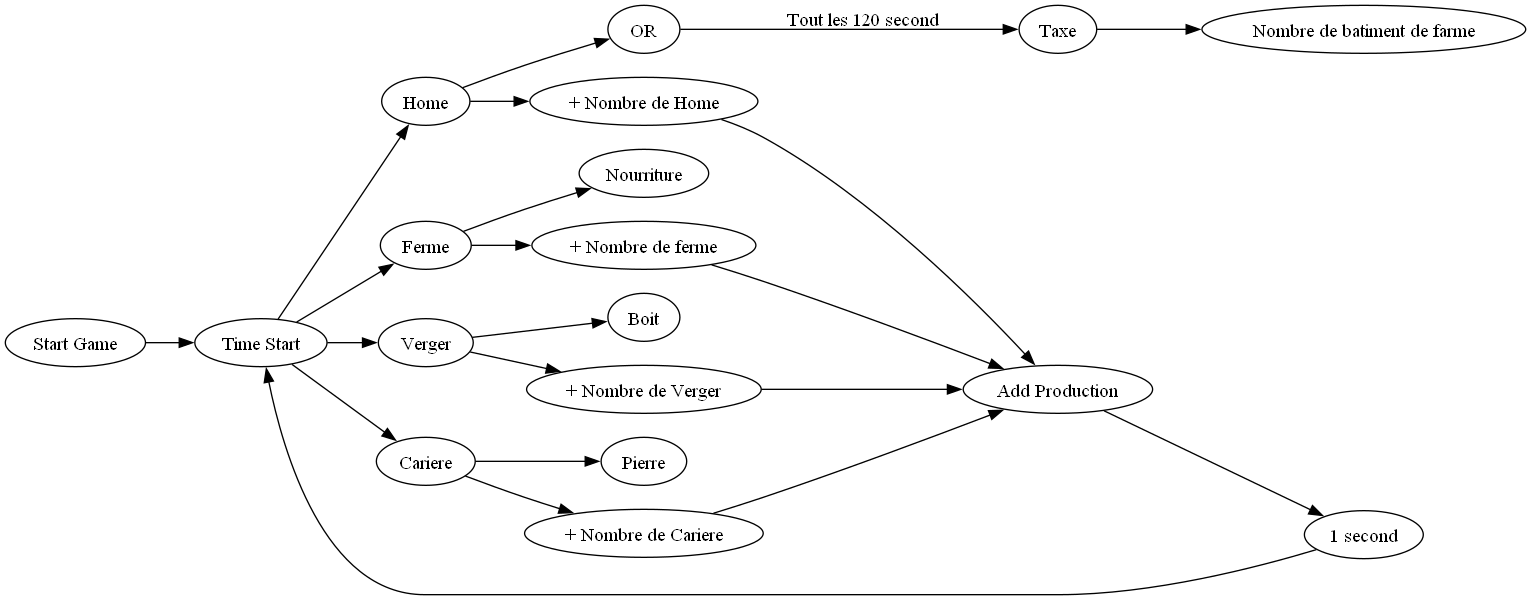 OR
Tout les 120 second
Taxe
Nombre de batiment de farme
Home
+ Nombre de Home
Nourriture
Ferme
+ Nombre de ferme
Start Game
Time Start
Verger
Boit
+ Nombre de Verger
Add Production
Cariere
Pierre
+ Nombre de Cariere
1 second